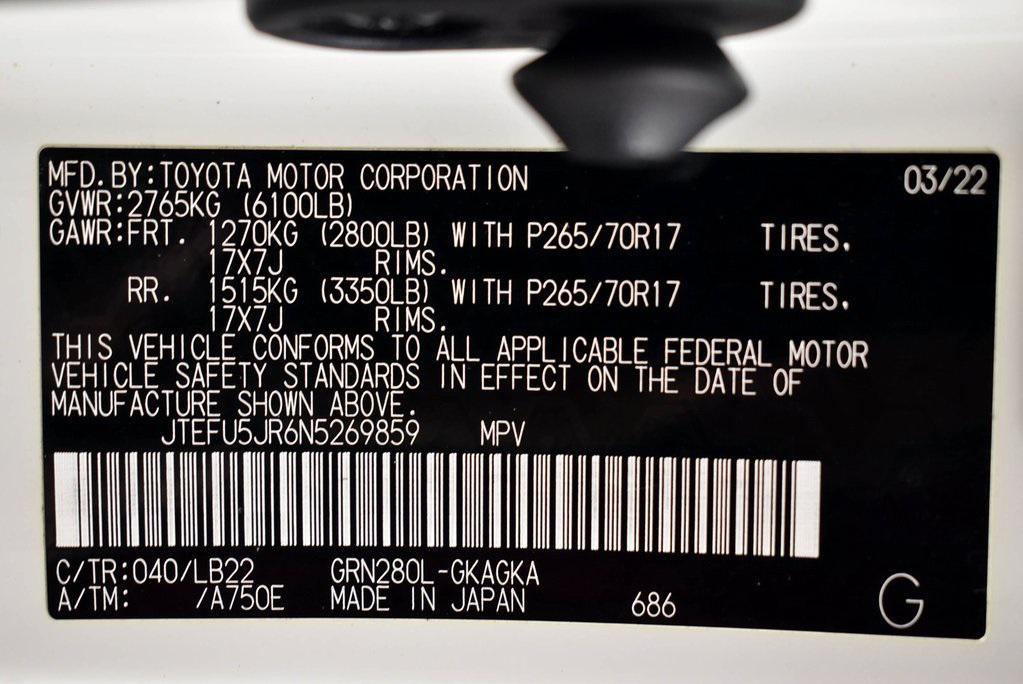 MFD. BY: TOYOTA MOTOR CORPORATION 03/22
GVWR: 2765KG (6100LB)
GAWR: FRT. 1270KG (2800LB) WITH P265/70R17 TIRES.
17X7J RIMS.
RR. 1515KG (3350LB) WITH P265/70R17 TIRES.
17X7J RIMS.
THIS VEHICLE CONFORMS TO ALL APPLICABLE FEDERAL MOTOR
VEHICLE SAFETY STANDARDS IN EFFECT ON THE DATE OF
MANUFACTURE SHOWN ABOVE.
JTEFU5JR6N5269859 MPV
C/TR: 040/LB22 GRN280L-GKAGKA
A/TM: /A750E MADE IN JAPAN 686 G